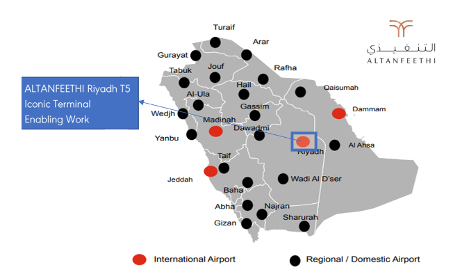 Turaif
Arar
التنفيذي
ALTANFEETHI
Gurayat
Jouf
Rafha
Tabuk
Hail
Qaisumah
ALTANFEETHI Riyadh T5
Iconic Terminal
Enabling Work
Al-Ula
Gassim
Wedjh
Madinah
Dammam
Dawadmi
Yanbu
Riyadh
Al Ahsa
Taif
Jeddah
Wadi Al D'ser
Baha
Abha
Najran
Gizan
Sharurah
International Airport
Regional / Domestic Airport